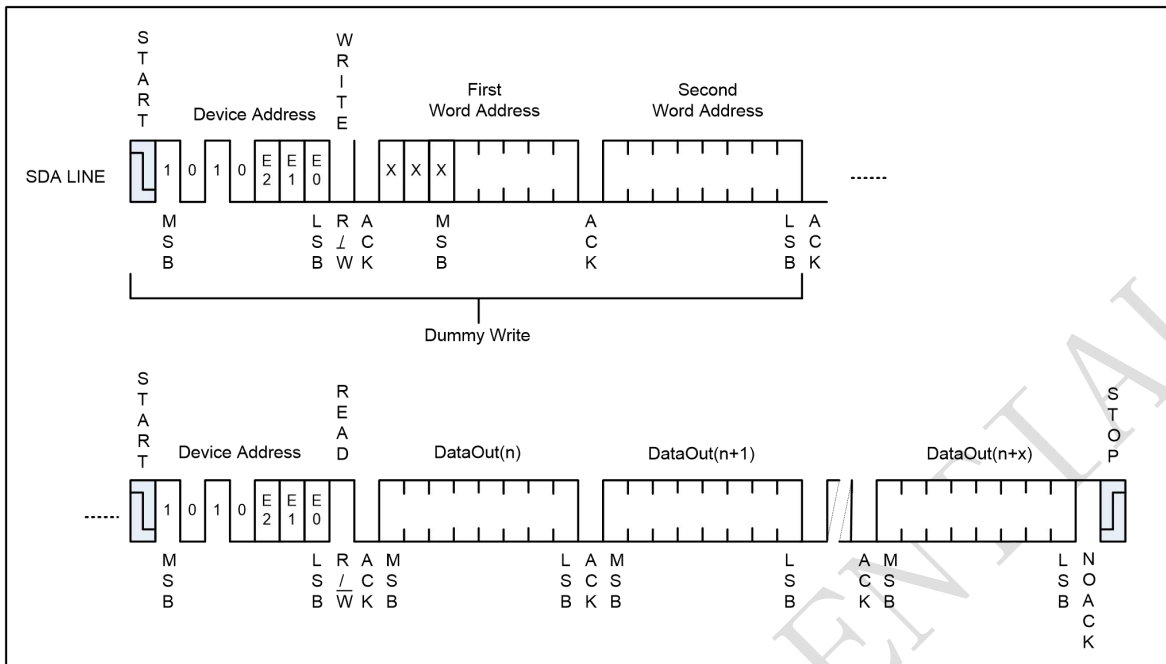 START
WRITE
Device Address
First
Word Address
Second
Word Address
SDA LINE
1 0 1 0 E2 E1 E0 X X X
......
MSB LSB R/W ACK MSB ACK LSB ACK
Dummy Write
START
READ
STOP
Device Address
DataOut(n)
DataOut(n+1)
DataOut(n+x)
......
1 0 1 0 E2 E1 E0
MSB LSB R/W ACK MSB LSB ACK MSB LSB ACK MSB LSB NOACK